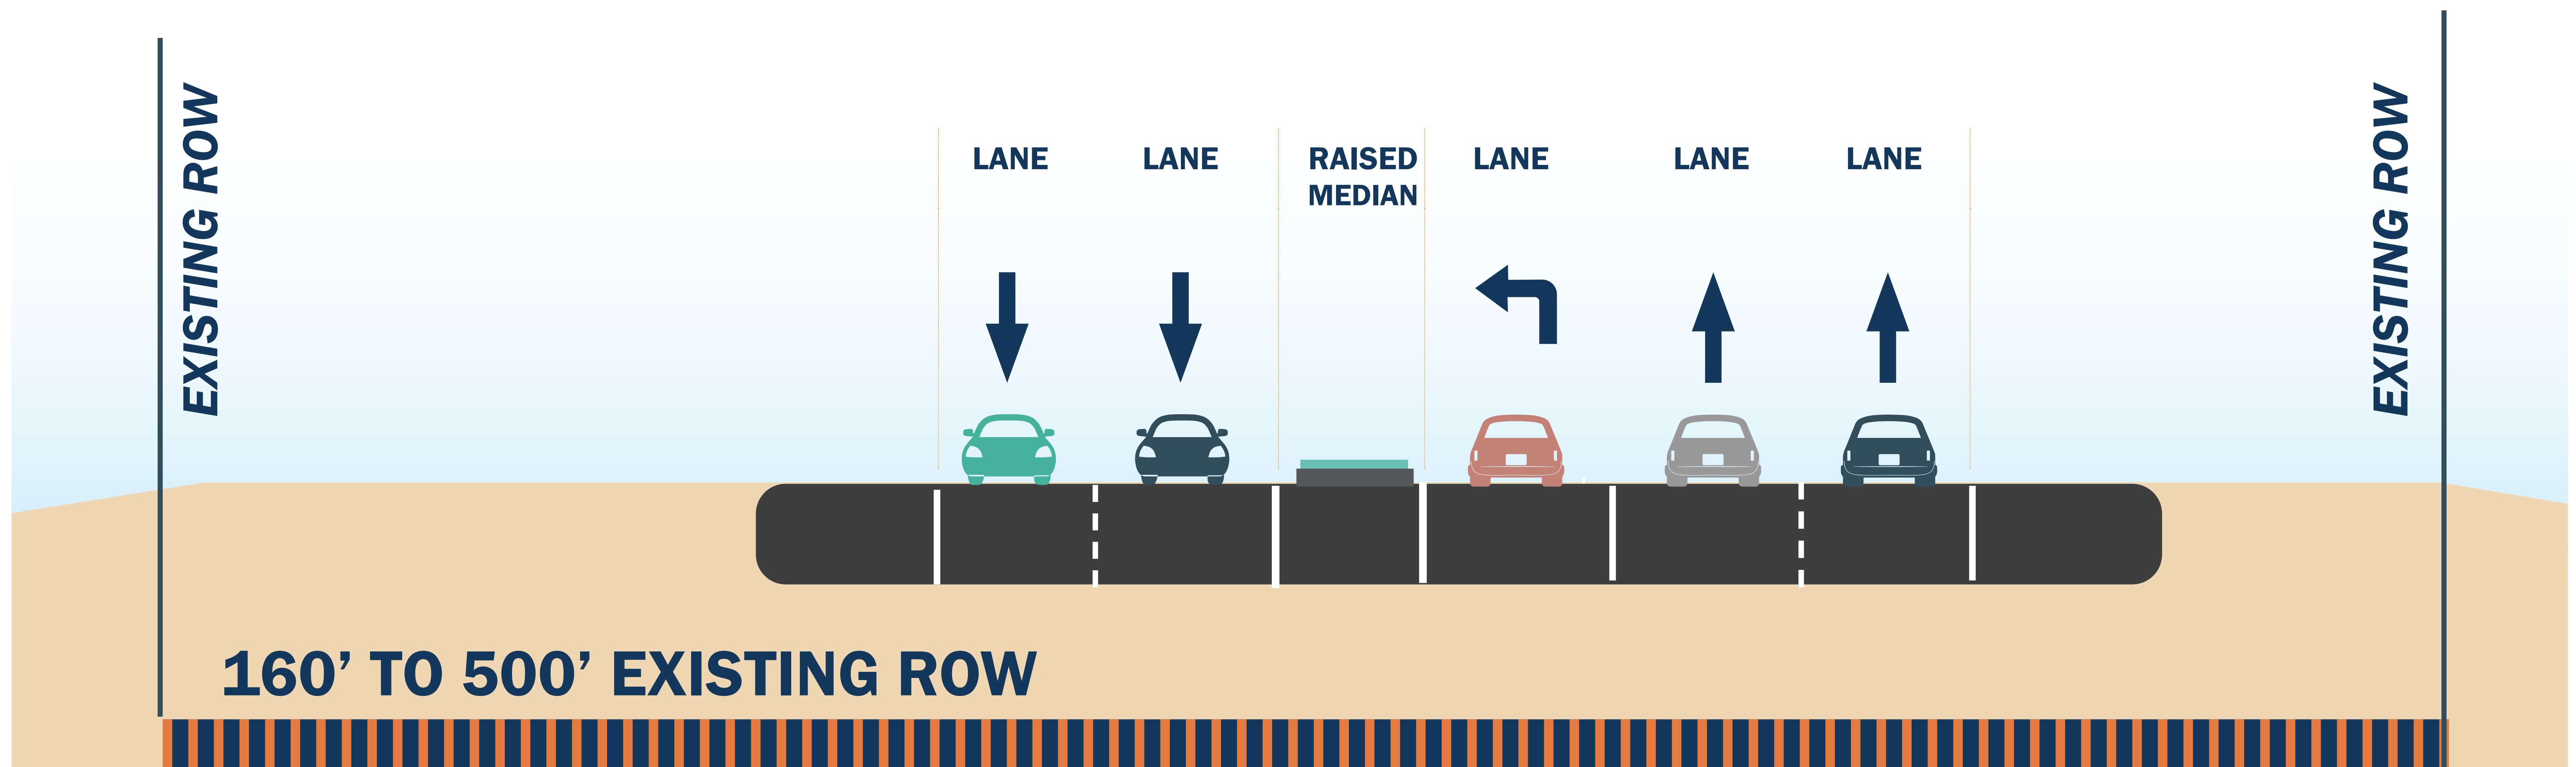 EXISTING ROW
LANE
LANE
RAISED
MEDIAN
LANE
LANE
LANE
EXISTING ROW
160’ TO 500’ EXISTING ROW